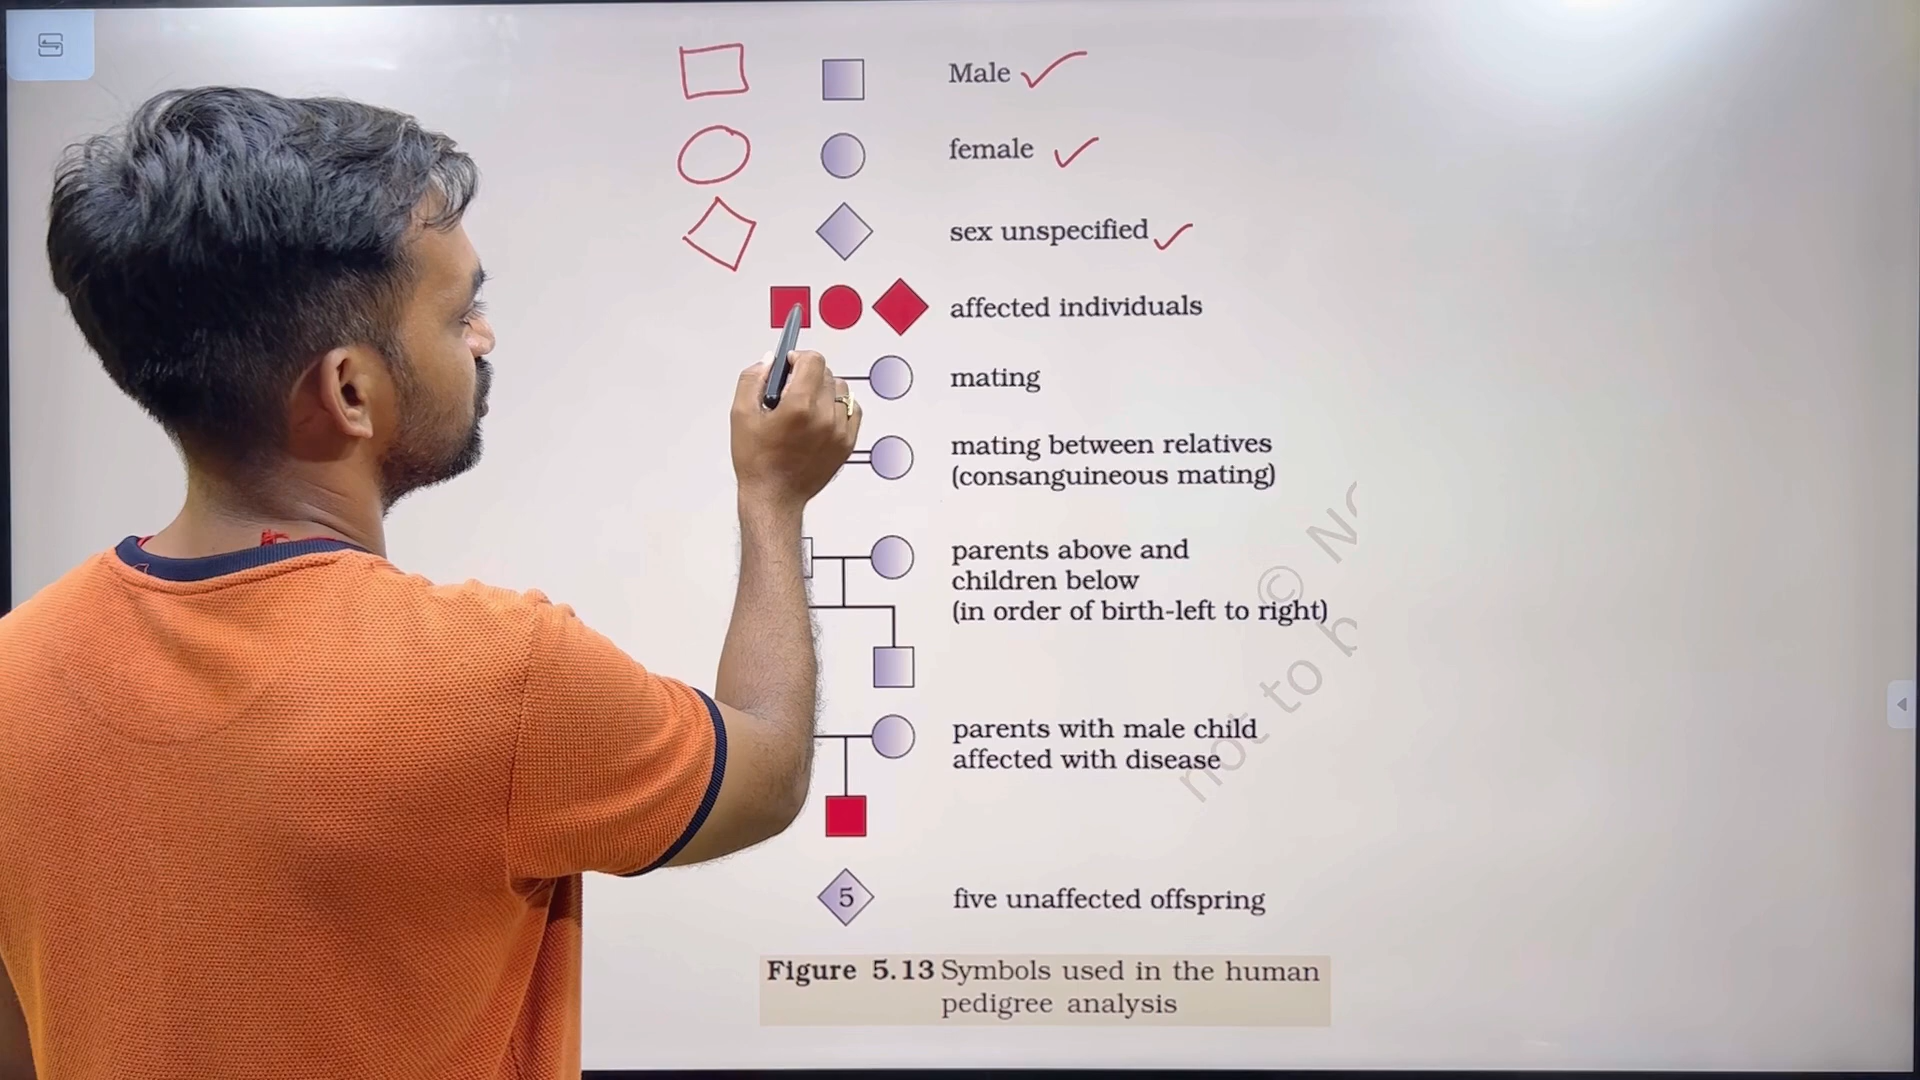 Male
female
sex unspecified
affected individuals
mating
mating between relatives
(consanguineous mating)
parents above and
children below
(in order of birth-left to right)
parents with male child
affected with disease
5
five unaffected offspring
Figure 5.13 Symbols used in the human
pedigree analysis
©
not to b